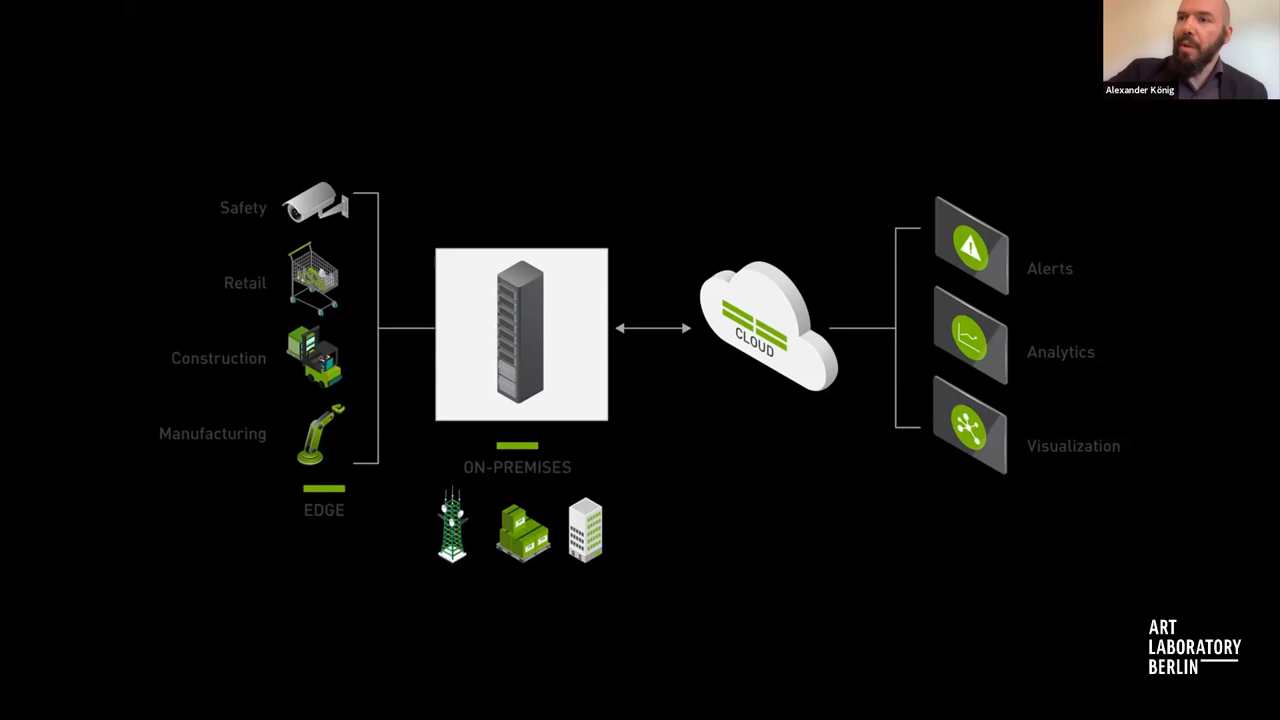 Alexander König
Safety
Retail
Construction
Manufacturing
EDGE
ON-PREMISES
CLOUD
Alerts
Analytics
Visualization
ART
LABORATORY
BERLIN